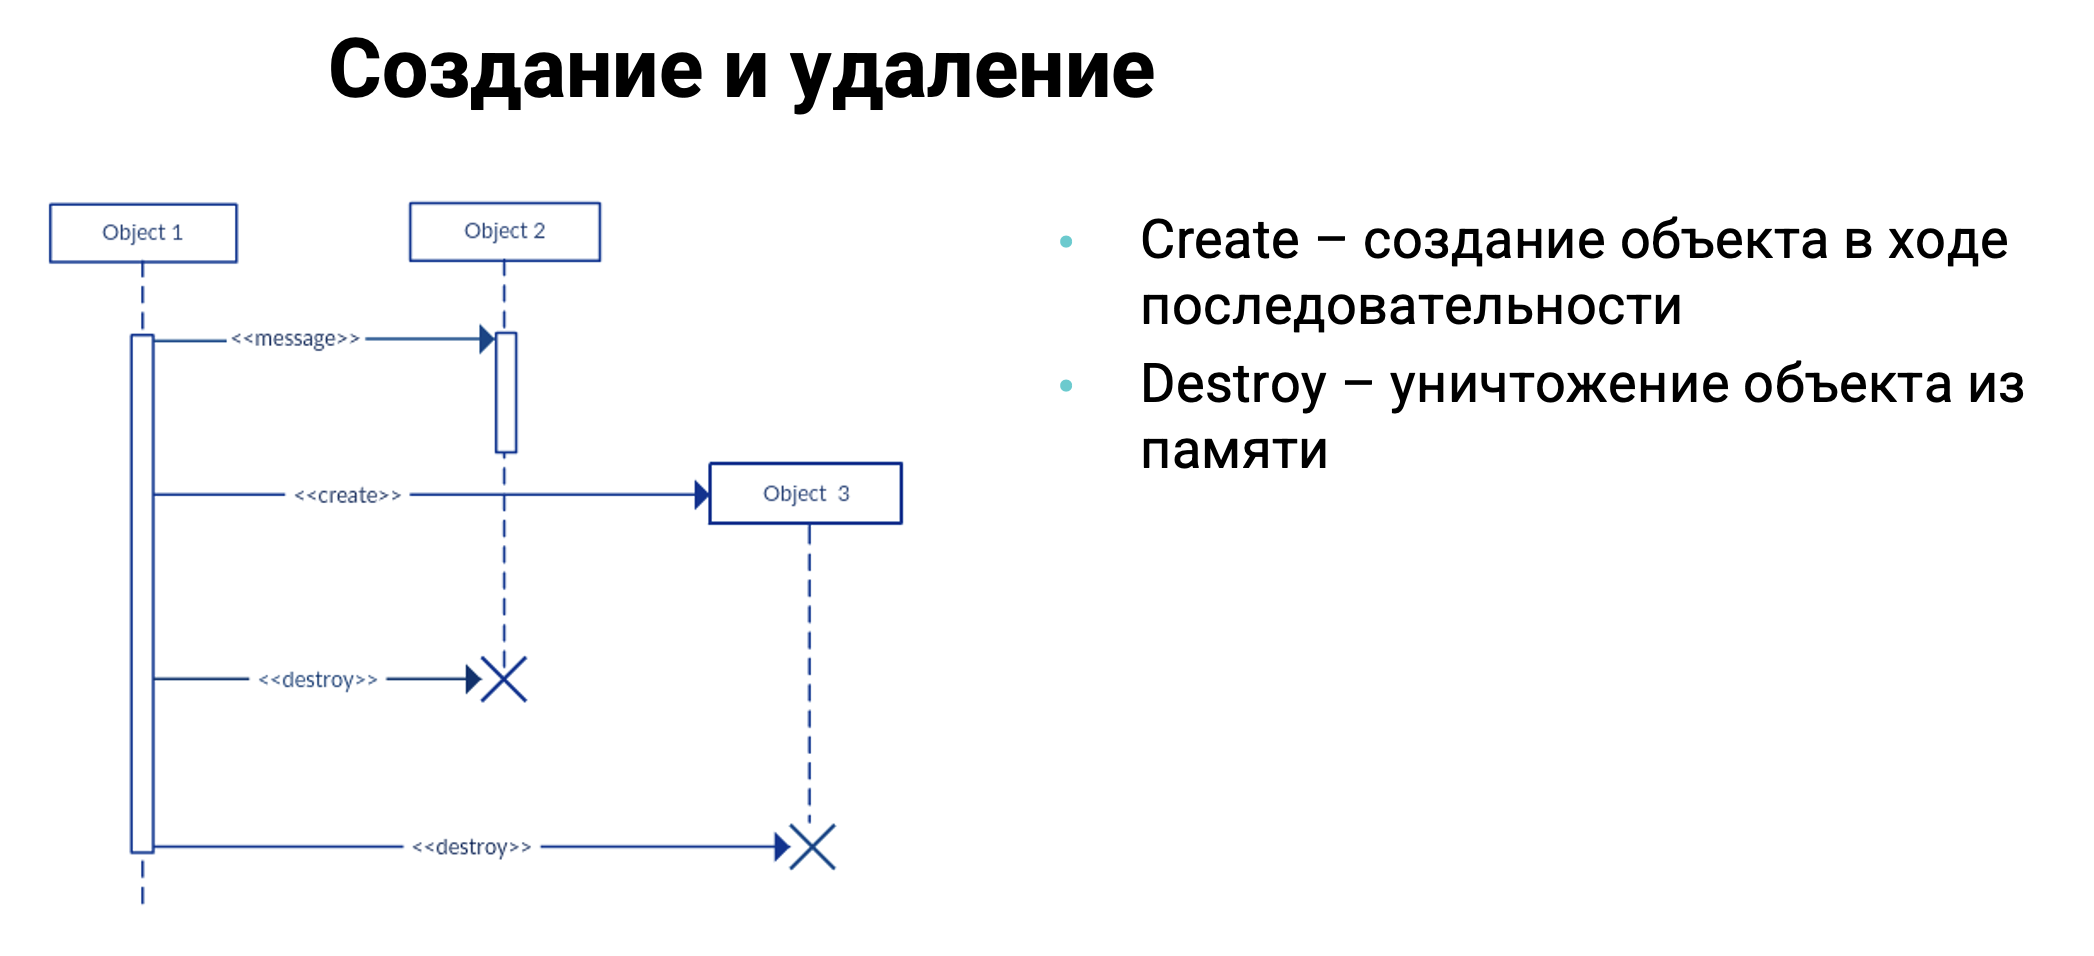 Создание и удаление
Object 1
Object 2
<<message>>
<<create>>
Object 3
<<destroy>>
<<destroy>>
• Create – создание объекта в ходе
последовательности
• Destroy – уничтожение объекта из
памяти